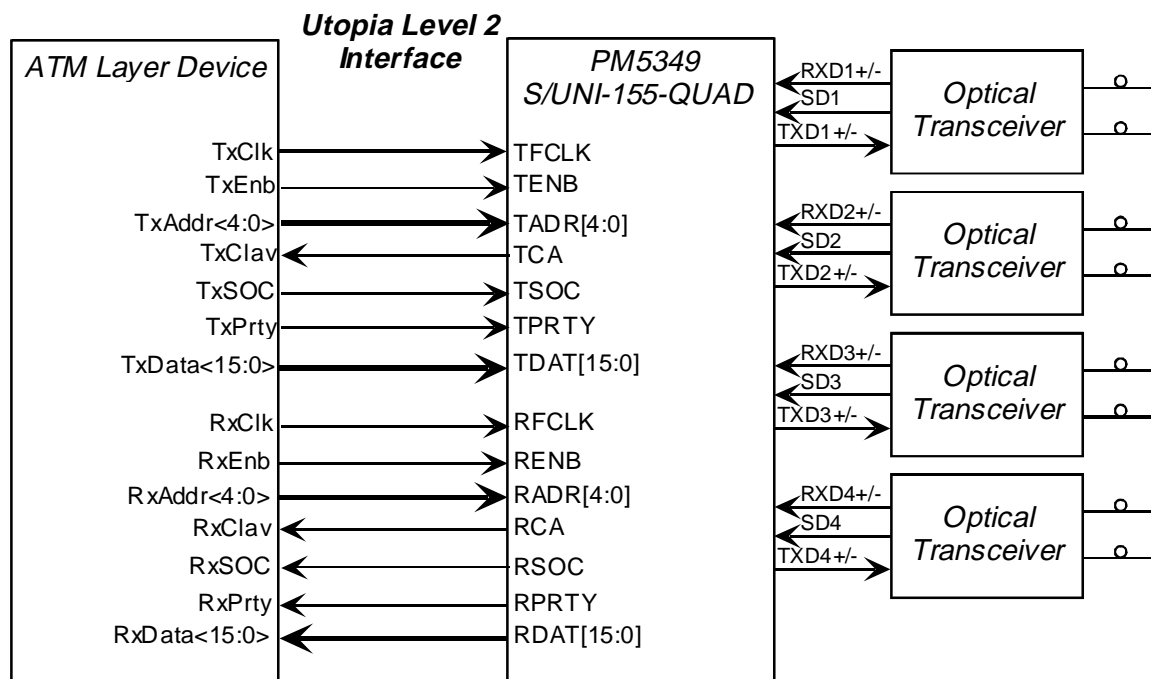 Utopia Level 2
Interface
ATM Layer Device
TxClk
TxEnb
TxAddr<4:0>
TxClav
TxSOC
TxPrty
TxData<15:0>
RxClk
RxEnb
RxAddr<4:0>
RxClav
RxSOC
RxPrty
RxData<15:0>
PM5349
S/UNI-155-QUAD
TFCLK
TENB
TADR[4:0]
TCA
TSOC
TPRTY
TDAT[15:0]
RFCLK
RENB
RADR[4:0]
RCA
RSOC
RPRTY
RDAT[15:0]
RXD1+/-
SD1
TXD1+/-
Optical
Transceiver
RXD2+/-
SD2
TXD2+/-
Optical
Transceiver
RXD3+/-
SD3
TXD3+/-
Optical
Transceiver
RXD4+/-
SD4
TXD4+/-
Optical
Transceiver